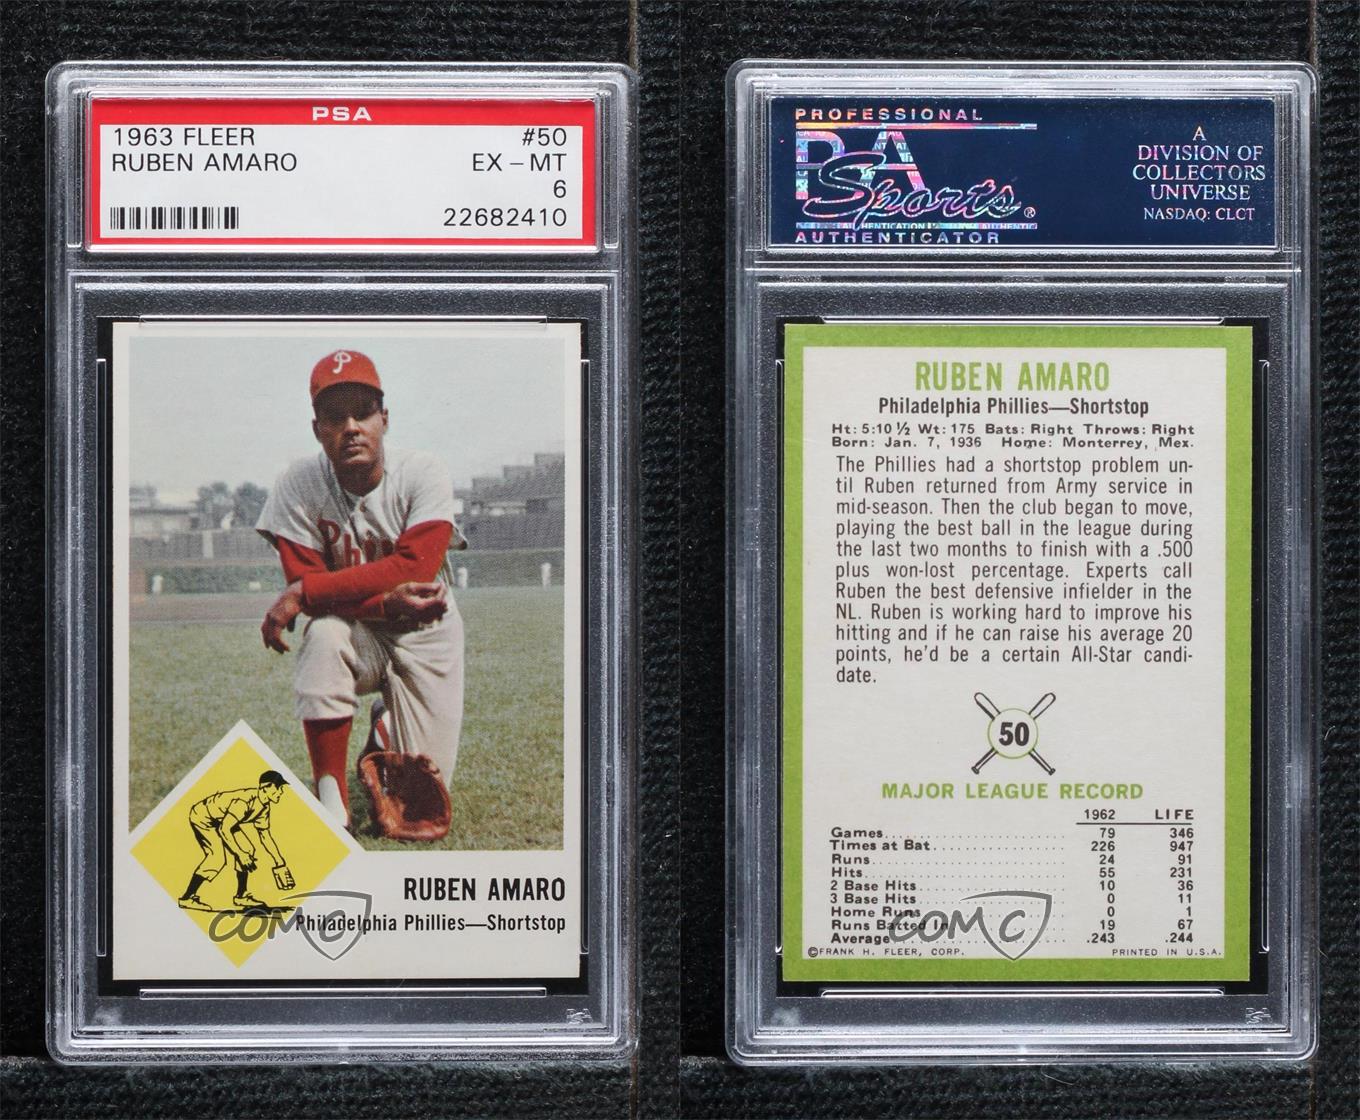 PSA
1963 FLEER #50
RUBEN AMARO EX – MT
6
22682410
P
Phi
RUBEN AMARO
Philadelphia Phillies—Shortstop
COMC
PROFESSIONAL
PSA
Sports®
AUTHENTICATOR
A
DIVISION OF
COLLECTORS
UNIVERSE
NASDAQ: CLCT
RUBEN AMARO
Philadelphia Phillies—Shortstop
Ht: 5:10 ½ Wt: 175 Bats: Right Throws: Right
Born: Jan. 7, 1936 Home: Monterrey, Mex.
The Phillies had a shortstop problem un-
til Ruben returned from Army service in
mid-season. Then the club began to move,
playing the best ball in the league during
the last two months to finish with a .500
plus won-lost percentage. Experts call
Ruben the best defensive infielder in the
NL. Ruben is working hard to improve his
hitting and if he can raise his average 20
points, he'd be a certain All-Star candi-
date.
50
MAJOR LEAGUE RECORD
1962 LIFE
Games 79 346
Times at Bat 226 947
Runs 24 91
Hits 55 231
2 Base Hits 10 36
3 Base Hits 0 11
Home Runs 0 1
Runs Batted In 19 67
Average .243 .244
©FRANK H. FLEER, CORP. PRINTED IN U.S.A.
COMC